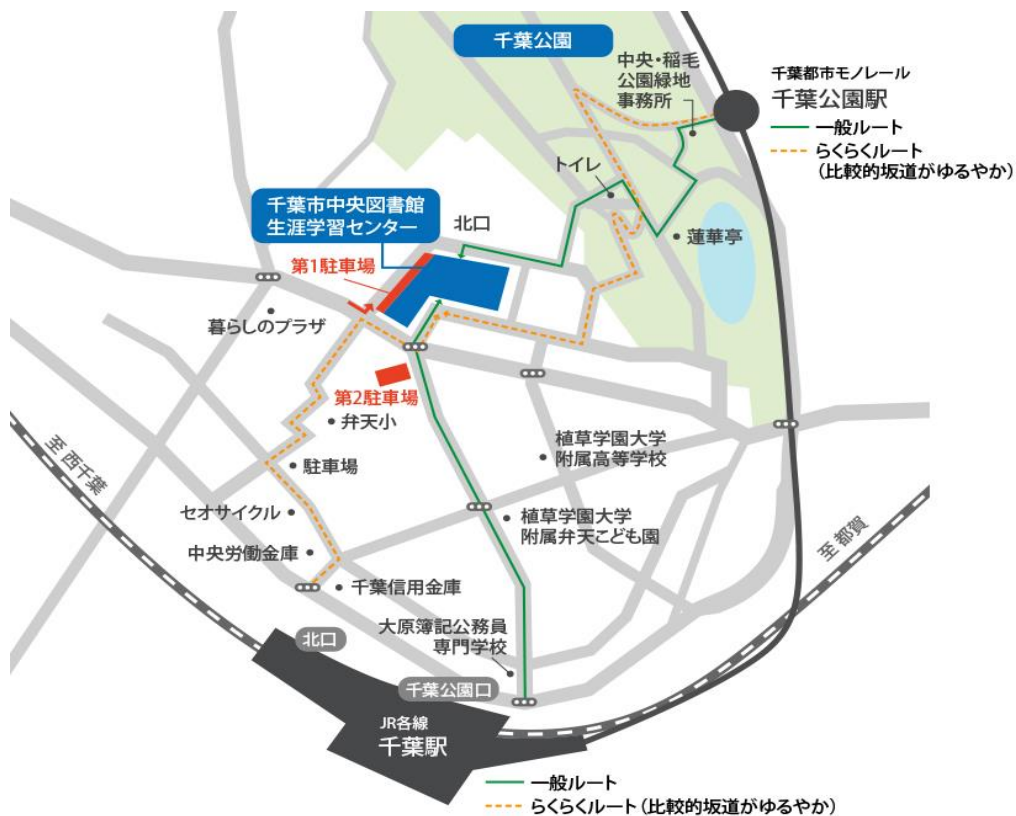 千葉公園
中央・稲毛
公園緑地
事務所
千葉都市モノレール
千葉公園駅
一般ルート
らくらくルート
(比較的坂道がゆるやか)
トイレ
千葉市中央図書館
生涯学習センター
北口
蓮華亭
第1駐車場
暮らしのプラザ
第2駐車場
弁天小
至 西千葉
駐車場
植草学園大学
附属高等学校
セオサイクル
植草学園大学
附属弁天こども園
至 都賀
中央労働金庫
千葉信用金庫
北口
大原簿記公務員
専門学校
千葉公園口
JR各線
千葉駅
一般ルート
らくらくルート(比較的坂道がゆるやか)